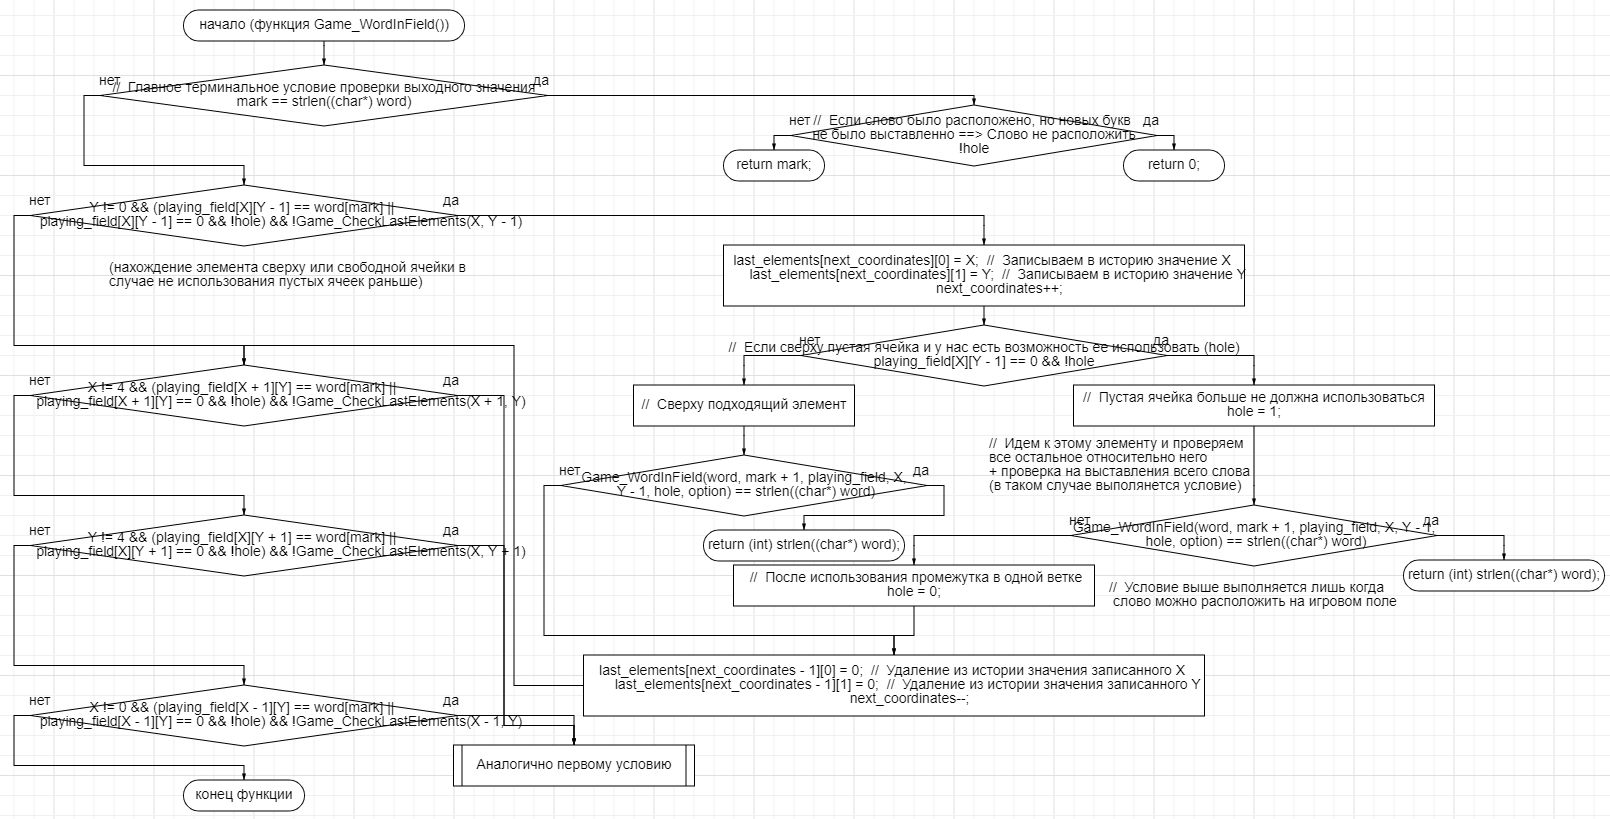 начало (функция Game_WordInField())
нет
да
//  Главное терминальное условие проверки выходного значения
mark == strlen((char*) word)
нет
да
//  Если слово было расположено, но новых букв
не было выставленно ==> Слово не расположить
!hole
return mark;
return 0;
нет
да
Y != 0 && (playing_field[X][Y - 1] == word[mark] ||
playing_field[X][Y - 1] == 0 && !hole) && !Game_CheckLastElements(X, Y - 1)
(нахождение элемента сверху или свободной ячейки в
случае не использования пустых ячеек раньше)
last_elements[next_coordinates][0] = X;  //  Записываем в историю значение X
last_elements[next_coordinates][1] = Y;  //  Записываем в историю значение Y
next_coordinates++;
нет
да
//  Если сверху пустая ячейка и у нас есть возможность ее использовать (hole)
playing_field[X][Y - 1] == 0 && !hole
нет
да
X != 4 && (playing_field[X + 1][Y] == word[mark] ||
playing_field[X + 1][Y] == 0 && !hole) && !Game_CheckLastElements(X + 1, Y)
//  Сверху подходящий элемент
//  Пустая ячейка больше не должна использоваться
hole = 1;
//  Идем к этому элементу и проверяем
все остальное относительно него
+ проверка на выставления всего слова
(в таком случае выполянется условие)
нет
да
Game_WordInField(word, mark + 1, playing_field, X,
Y - 1, hole, option) == strlen((char*) word)
нет
да
Game_WordInField(word, mark + 1, playing_field, X, Y - 1,
hole, option) == strlen((char*) word)
нет
да
Y != 4 && (playing_field[X][Y + 1] == word[mark] ||
playing_field[X][Y + 1] == 0 && !hole) && !Game_CheckLastElements(X, Y + 1)
return (int) strlen((char*) word);
return (int) strlen((char*) word);
//  После использования промежутка в одной ветке
hole = 0;
//  Условие выше выполняется лишь когда
слово можно расположить на игровом поле
last_elements[next_coordinates - 1][0] = 0;  //  Удаление из истории значения записанного X
last_elements[next_coordinates - 1][1] = 0;  //  Удаление из истории значения записанного Y
next_coordinates--;
нет
да
X != 0 && (playing_field[X - 1][Y] == word[mark] ||
playing_field[X - 1][Y] == 0 && !hole) && !Game_CheckLastElements(X - 1, Y)
Аналогично первому условию
конец функции